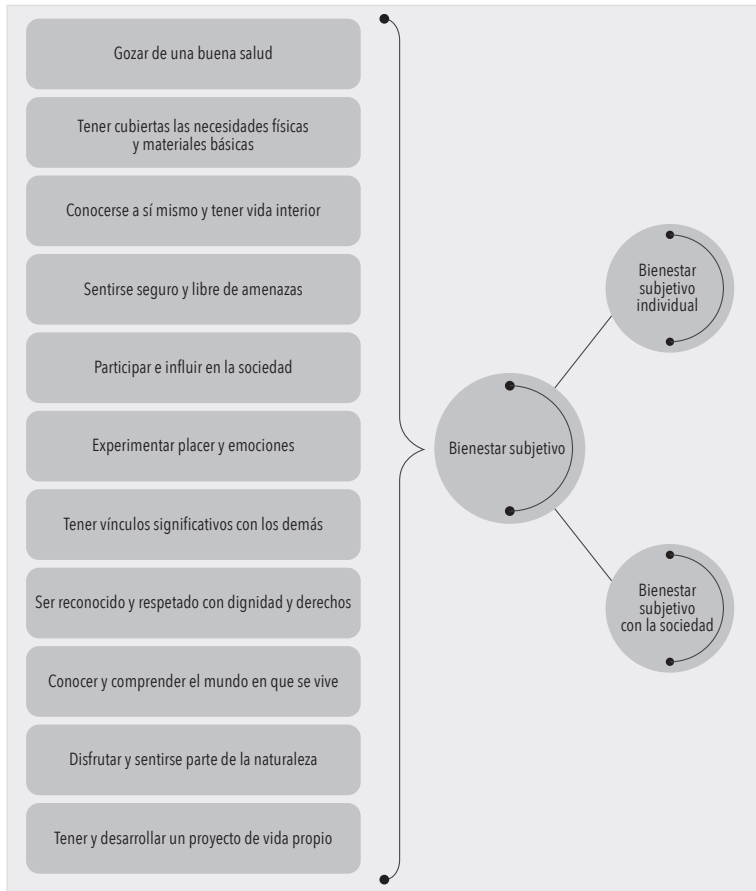 Gozar de una buena salud
Tener cubiertas las necesidades físicas
y materiales básicas
Conocerse a sí mismo y tener vida interior
Sentirse seguro y libre de amenazas
Participar e influir en la sociedad
Experimentar placer y emociones
Tener vínculos significativos con los demás
Ser reconocido y respetado con dignidad y derechos
Conocer y comprender el mundo en que se vive
Disfrutar y sentirse parte de la naturaleza
Tener y desarrollar un proyecto de vida propio
Bienestar subjetivo
Bienestar
subjetivo
individual
Bienestar
subjetivo
con la sociedad